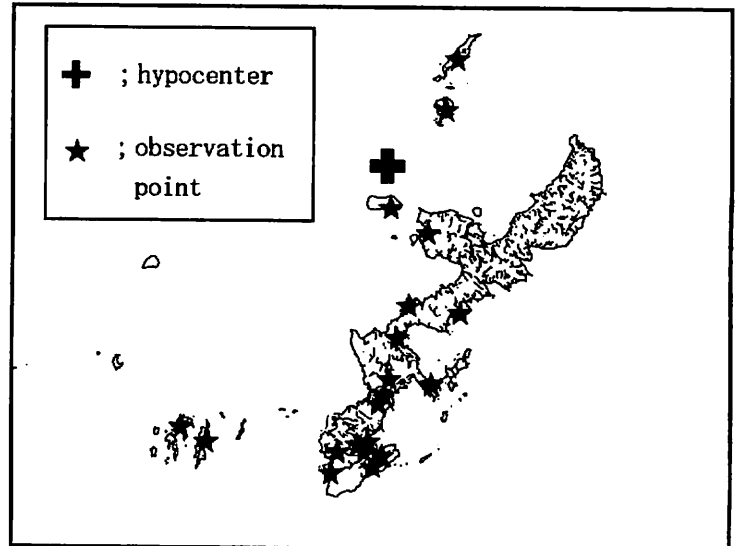 ; hypocenter
; observation
point